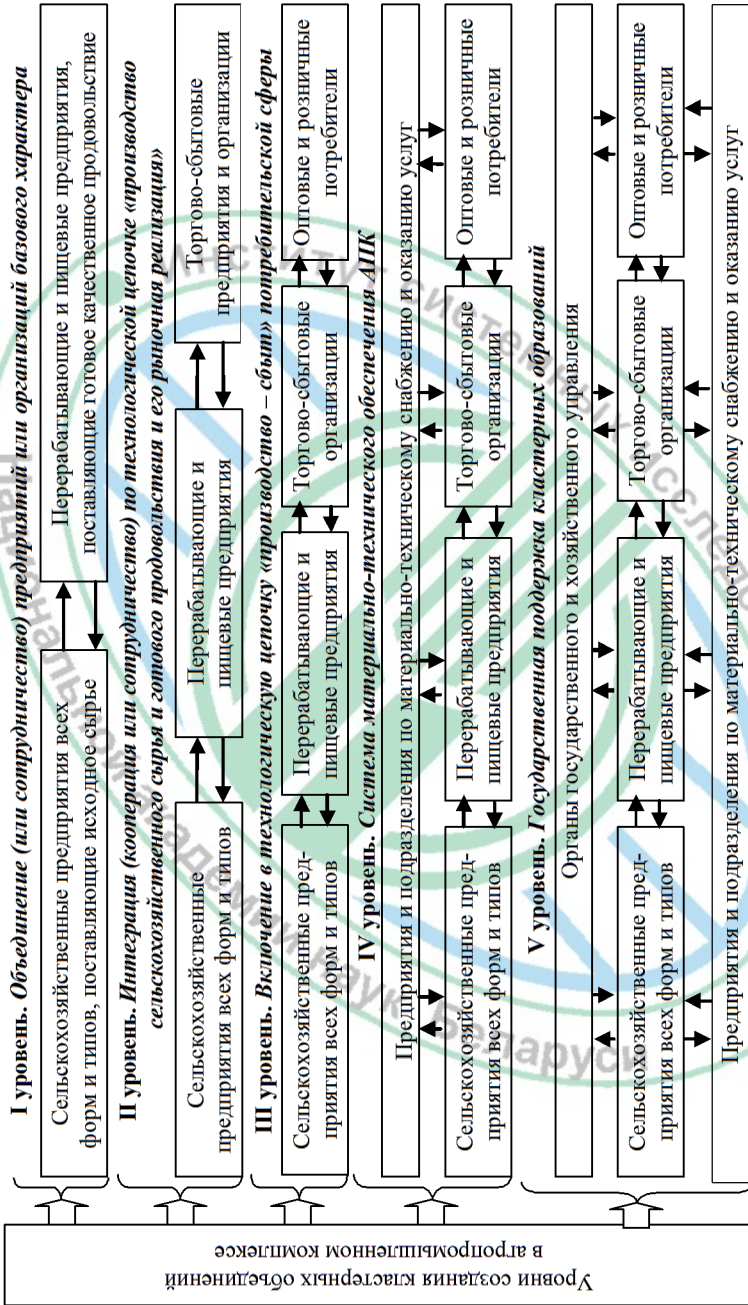 Уровни создания кластерных объединений
в агропромышленном комплексе
I уровень. Объединение (или сотрудничество) предприятий или организаций базового характера
Сельскохозяйственные предприятия всех
форм и типов, поставляющие исходное сырье
Перерабатывающие и пищевые предприятия,
поставляющие готовое качественное продовольствие
II уровень. Интеграция (кооперация или сотрудничество) по технологической цепочке «производство
сельскохозяйственного сырья и готового продовольствия и его рыночная реализация»
Сельскохозяйственные
предприятия всех форм и типов
Перерабатывающие и
пищевые предприятия
Торгово-сбытовые
предприятия и организации
III уровень. Включение в технологическую цепочку «производство – сбыт» потребительской сферы
Сельскохозяйственные пред-
приятия всех форм и типов
Перерабатывающие и
пищевые предприятия
Торгово-сбытовые
организации
Оптовые и розничные
потребители
IV уровень. Система материально-технического обеспечения АПК
Предприятия и подразделения по материально-техническому снабжению и оказанию услуг
Сельскохозяйственные пред-
приятия всех форм и типов
Перерабатывающие и
пищевые предприятия
Торгово-сбытовые
организации
Оптовые и розничные
потребители
V уровень. Государственная поддержка кластерных образований
Органы государственного и хозяйственного управления
Сельскохозяйственные пред-
приятия всех форм и типов
Перерабатывающие и
пищевые предприятия
Торгово-сбытовые
организации
Оптовые и розничные
потребители
Предприятия и подразделения по материально-техническому снабжению и оказанию услуг
Институт системных
национальной академии наук Беларуси